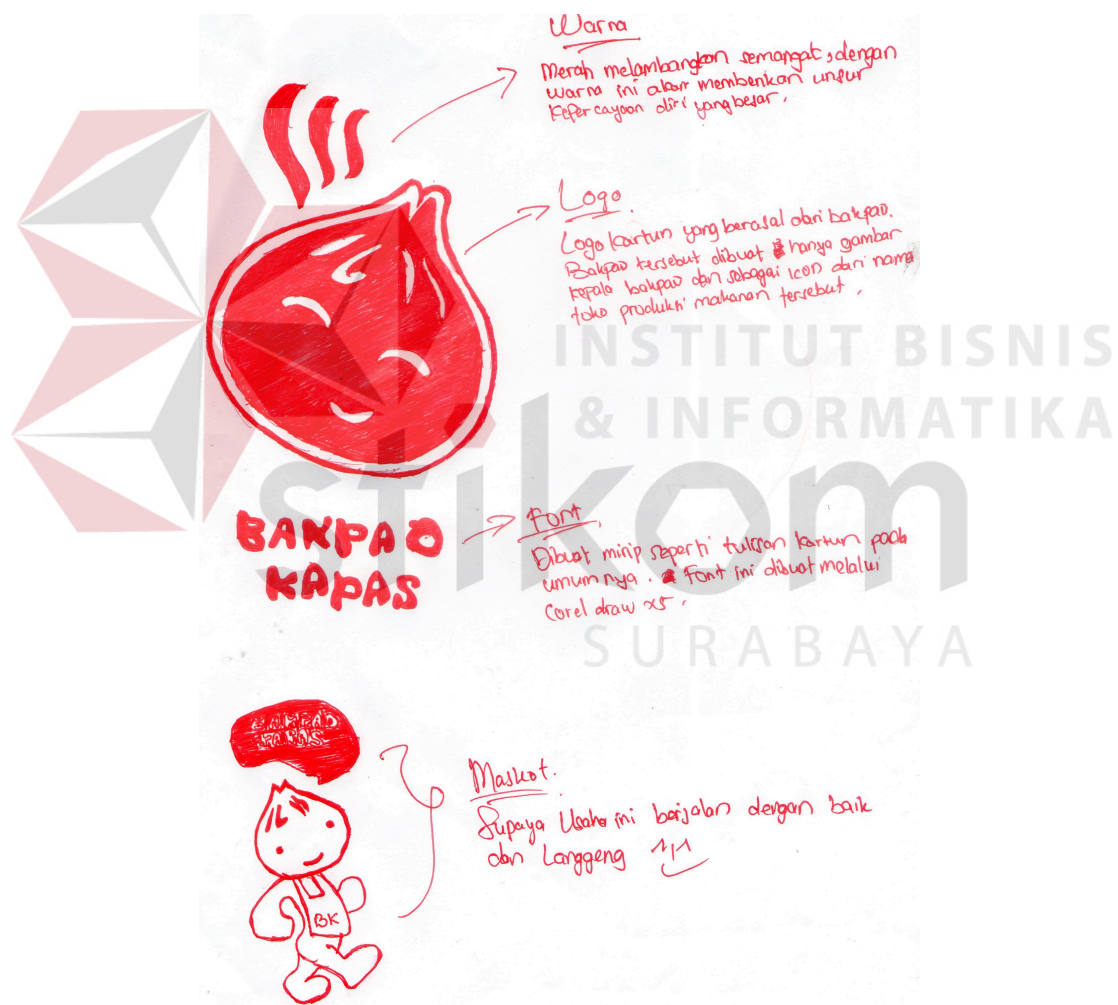 Warna
Merah melambangkan semangat, dengan
warna ini akan memberikan unsur
kepercayaan diri yang besar.
Logo.
Logo kartun yang berasal dari bakpao.
Bakpao tersebut dibuat hanya gambar
kepala bakpao dan sebagai icon dari nama
toko produksi makanan tersebut.
INSTITUT BISNIS
& INFORMATIKA
stikom
SURABAYA
BAKPAO
KAPAS
Font.
Dibuat mirip seperti tulisan kartun pada
umumnya. Font ini dibuat melalui
Corel draw x5.
BAKPAO
KAPAS
BK
Maskot.
Supaya Usaha ini berjalan dengan baik
dan Langgeng